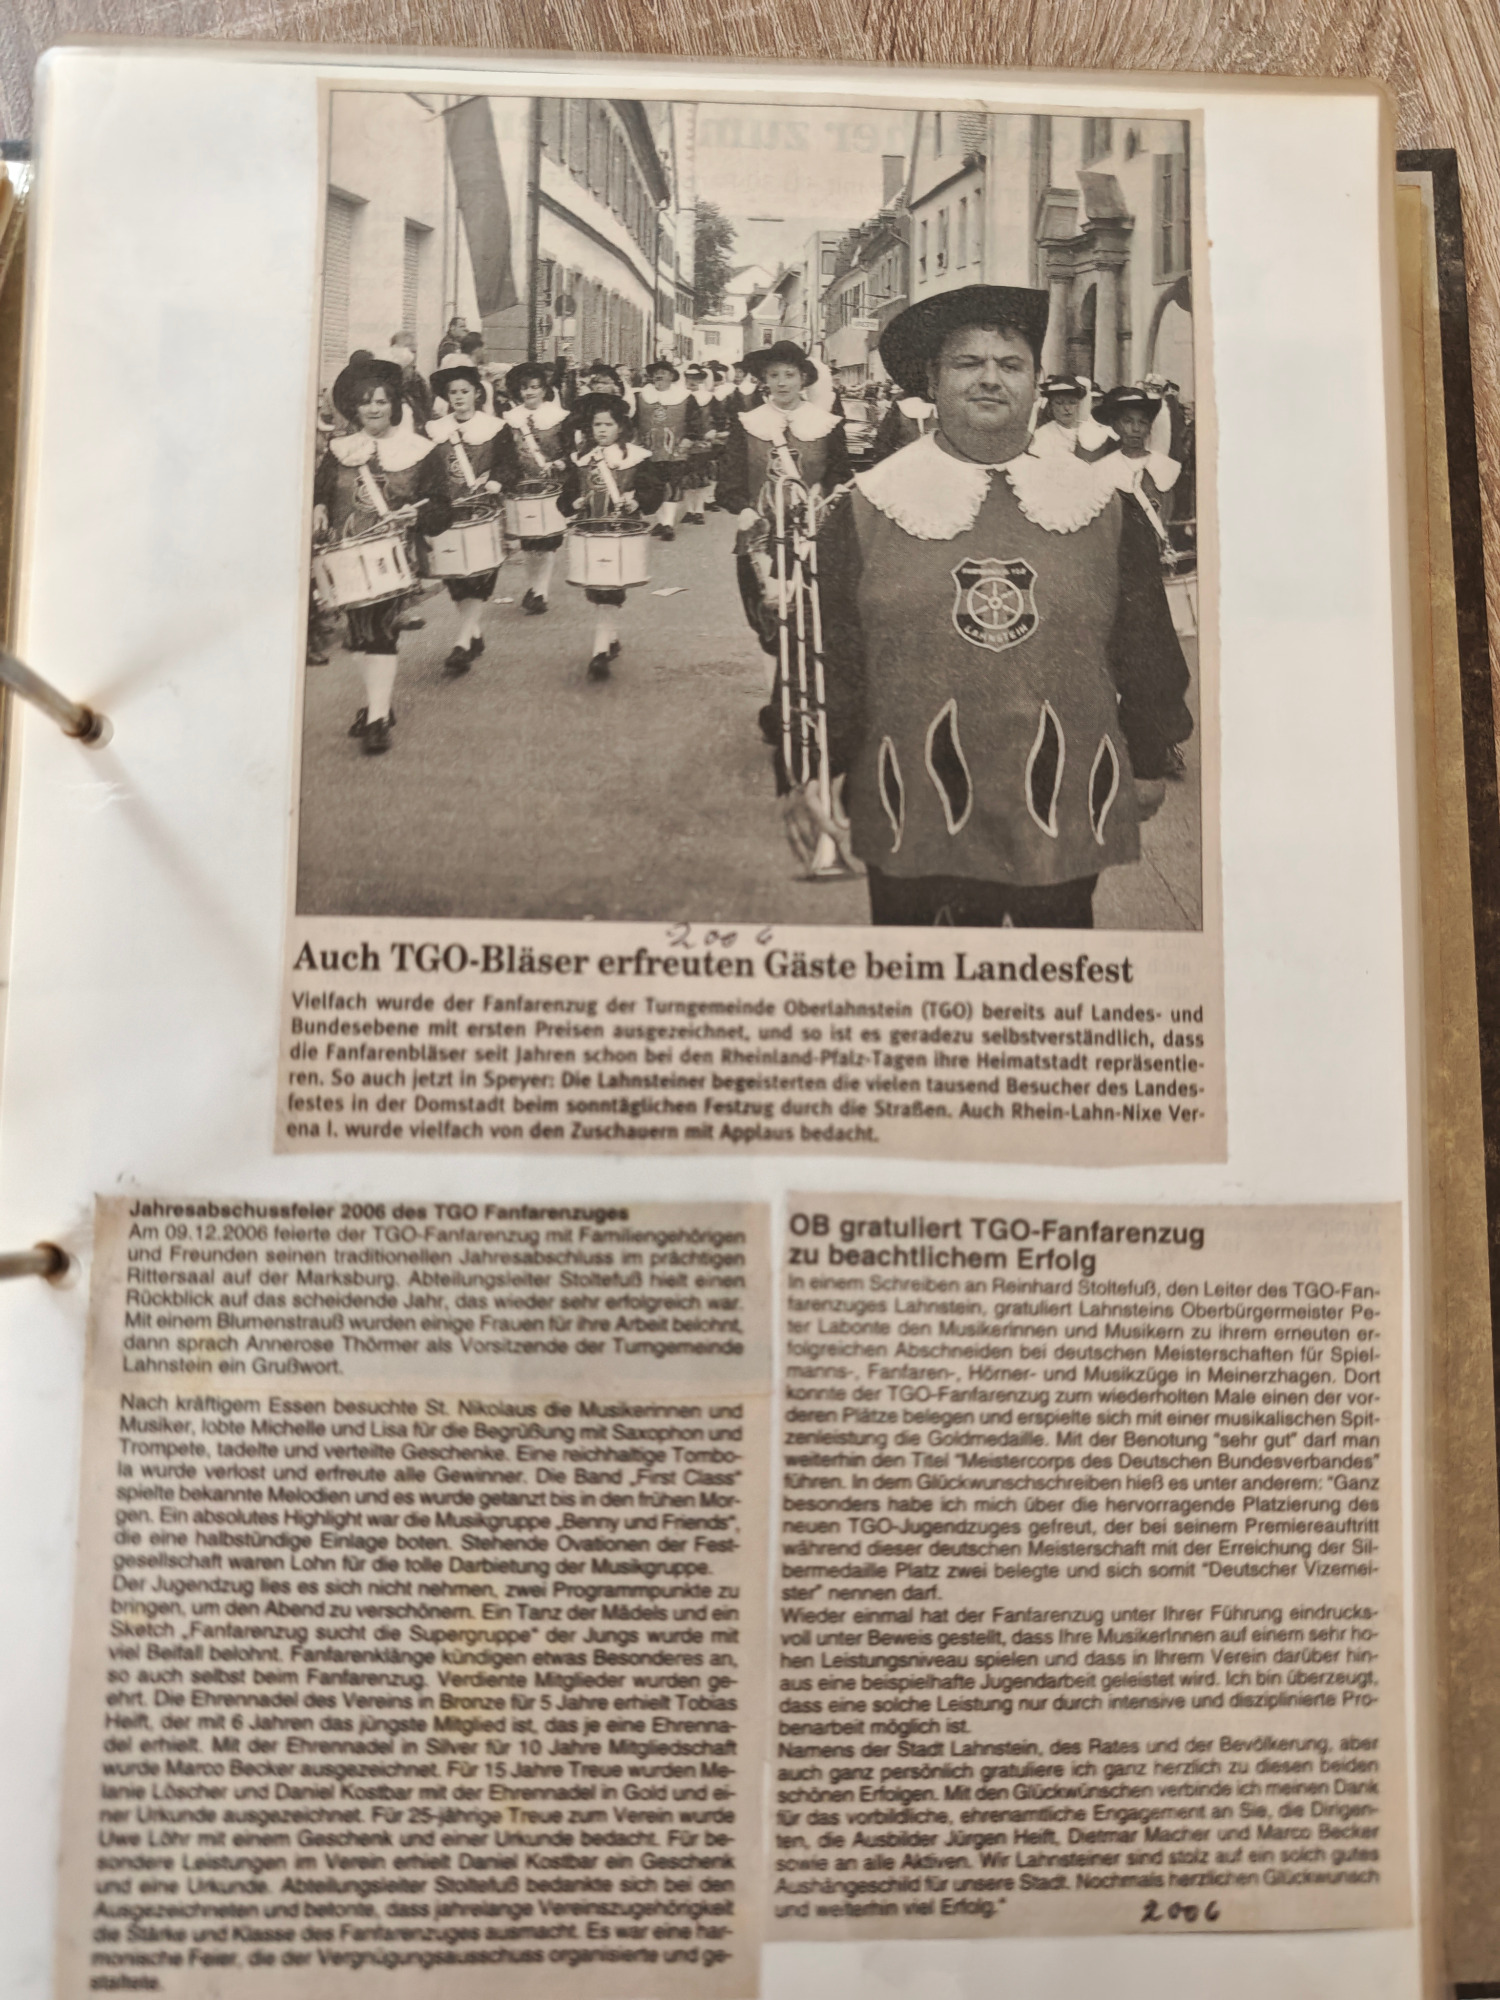 2006
Auch TGO-Bläser erfreuten Gäste beim Landesfest
Vielfach wurde der Fanfarenzug der Turngemeinde Oberlahnstein (TGO) bereits auf Landes- und
Bundesebene mit ersten Preisen ausgezeichnet, und so ist es geradezu selbstverständlich, dass
die Fanfarenbläser seit Jahren schon bei den Rheinland-Pfalz-Tagen ihre Heimatstadt repräsentie-
ren. So auch jetzt in Speyer: Die Lahnsteiner begeisterten die vielen tausend Besucher des Landes-
festes in der Domstadt beim sonntäglichen Festzug durch die Straßen. Auch Rhein-Lahn-Nixe Ver-
ena I. wurde vielfach von den Zuschauern mit Applaus bedacht.
LAHNSTEIN
Jahresabschussfeier 2006 des TGO Fanfarenzuges
Am 09.12.2006 feierte der TGO-Fanfarenzug mit Familiengehörigen
und Freunden seinen traditionellen Jahresabschluss im prächtigen
Rittersaal auf der Marksburg. Abteilungsleiter Stoltefuß hielt einen
Rückblick auf das scheidende Jahr, das wieder sehr erfolgreich war.
Mit einem Blumenstrauß wurden einige Frauen für ihre Arbeit belohnt,
dann sprach Annerose Thörmer als Vorsitzende der Turngemeinde
Lahnstein ein Grußwort.
Nach kräftigem Essen besuchte St. Nikolaus die Musikerinnen und
Musiker, lobte Michelle und Lisa für die Begrüßung mit Saxophon und
Trompete, tadelte und verteilte Geschenke. Eine reichhaltige Tombo-
la wurde verlost und erfreute alle Gewinner. Die Band „First Class"
spielte bekannte Melodien und es wurde getanzt bis in den frühen Mor-
gen. Ein absolutes Highlight war die Musikgruppe „Benny und Friends",
die eine halbstündige Einlage boten. Stehende Ovationen der Fest-
gesellschaft waren Lohn für die tolle Darbietung der Musikgruppe.
Der Jugendzug lies es sich nicht nehmen, zwei Programmpunkte zu
bringen, um den Abend zu verschönern. Ein Tanz der Mädels und ein
Sketch „Fanfarenzug sucht die Supergruppe" der Jungs wurde mit
viel Beifall belohnt. Fanfarenklänge kündigen etwas Besonderes an,
so auch selbst beim Fanfarenzug. Verdiente Mitglieder wurden ge-
ehrt. Die Ehrennadel des Vereins in Bronze für 5 Jahre erhielt Tobias
Heift, der mit 6 Jahren das jüngste Mitglied ist, das je eine Ehrenna-
del erhielt. Mit der Ehrennadel in Silver für 10 Jahre Mitgliedschaft
wurde Marco Becker ausgezeichnet. Für 15 Jahre Treue wurden Me-
lanie Löscher und Daniel Kostbar mit der Ehrennadel in Gold und ei-
ner Urkunde ausgezeichnet. Für 25-jährige Treue zum Verein wurde
Uwe Löhr mit einem Geschenk und einer Urkunde bedacht. Für be-
sondere Leistungen im Verein erhielt Daniel Kostbar ein Geschenk
und eine Urkunde. Abteilungsleiter Stoltefuß bedankte sich bei den
Ausgezeichneten und betonte, dass jahrelange Vereinszugehörigkeit
die Stärke und Klasse des Fanfarenzuges ausmacht. Es war eine har-
monische Feier, die der Vergnügungsausschuss organisierte und ge-
staltete.
OB gratuliert TGO-Fanfarenzug
zu beachtlichem Erfolg
In einem Schreiben an Reinhard Stoltefuß, den Leiter des TGO-Fan-
farenzuges Lahnstein, gratuliert Lahnsteins Oberbürgermeister Pe-
ter Labonte den Musikerinnen und Musikern zu ihrem erneuten er-
folgreichen Abschneiden bei deutschen Meisterschaften für Spiel-
manns-, Fanfaren-, Hörner- und Musikzüge in Meinerzhagen. Dort
konnte der TGO-Fanfarenzug zum wiederholten Male einen der vor-
deren Plätze belegen und erspielte sich mit einer musikalischen Spit-
zenleistung die Goldmedaille. Mit der Benotung "sehr gut" darf man
weiterhin den Titel "Meistercorps des Deutschen Bundesverbandes"
führen. In dem Glückwunschschreiben hieß es unter anderem: "Ganz
besonders habe ich mich über die hervorragende Platzierung des
neuen TGO-Jugendzuges gefreut, der bei seinem Premiereauftritt
während dieser deutschen Meisterschaft mit der Erreichung der Sil-
bermedaille Platz zwei belegte und sich somit "Deutscher Vizemei-
ster" nennen darf.
Wieder einmal hat der Fanfarenzug unter Ihrer Führung eindrucks-
voll unter Beweis gestellt, dass Ihre MusikerInnen auf einem sehr ho-
hen Leistungsniveau spielen und dass in Ihrem Verein darüber hin-
aus eine beispielhafte Jugendarbeit geleistet wird. Ich bin überzeugt,
dass eine solche Leistung nur durch intensive und disziplinierte Pro-
benarbeit möglich ist.
Namens der Stadt Lahnstein, des Rates und der Bevölkerung, aber
auch ganz persönlich gratuliere ich ganz herzlich zu diesen beiden
schönen Erfolgen. Mit den Glückwünschen verbinde ich meinen Dank
für das vorbildliche, ehrenamtliche Engagement an Sie, die Dirigen-
ten, die Ausbilder Jürgen Heift, Dietmar Macher und Marco Becker
sowie an alle Aktiven. Wir Lahnsteiner sind stolz auf ein solch gutes
Aushängeschild für unsere Stadt. Nochmals herzlichen Glückwunsch
und weiterhin viel Erfolg."
2006